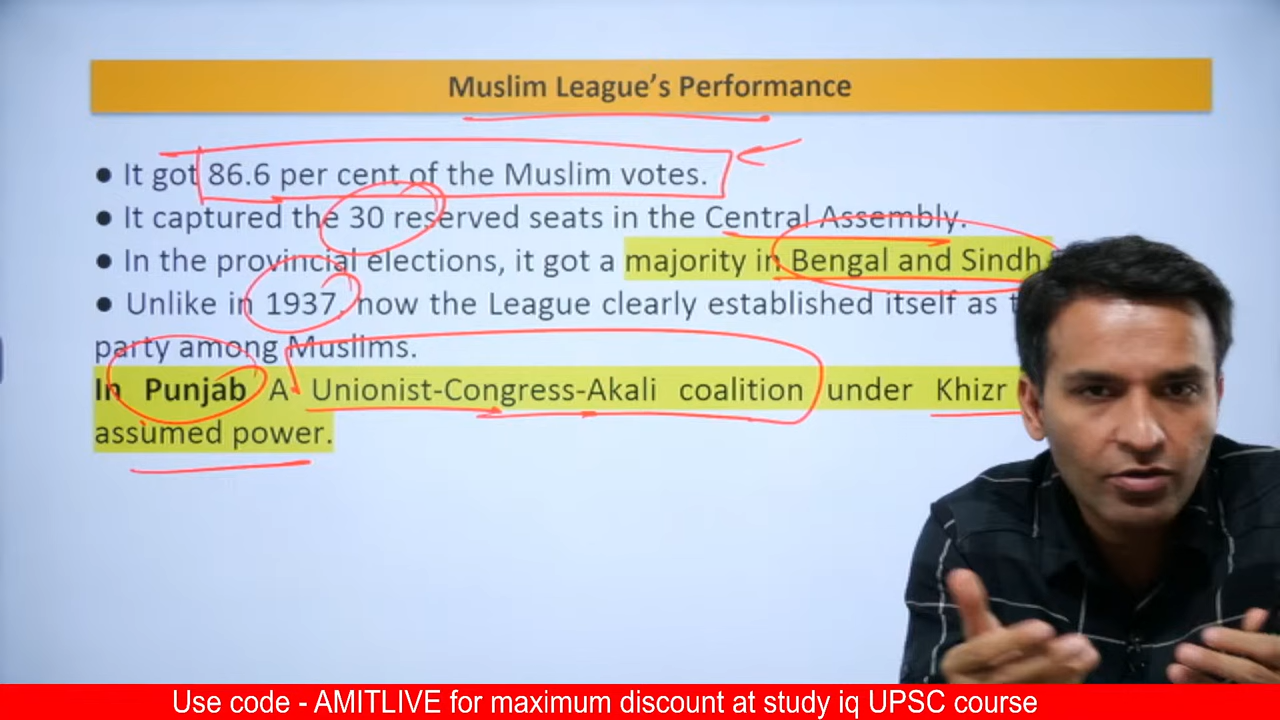 Muslim League's Performance
● It got 86.6 per cent of the Muslim votes.
● It captured the 30 reserved seats in the Central Assembly.
● In the provincial elections, it got a majority in Bengal and Sindh
● Unlike in 1937, now the League clearly established itself as
party among Muslims.
In Punjab A Unionist-Congress-Akali coalition under Khizr
assumed power.
Use code - AMITLIVE for maximum discount at study iq UPSC course